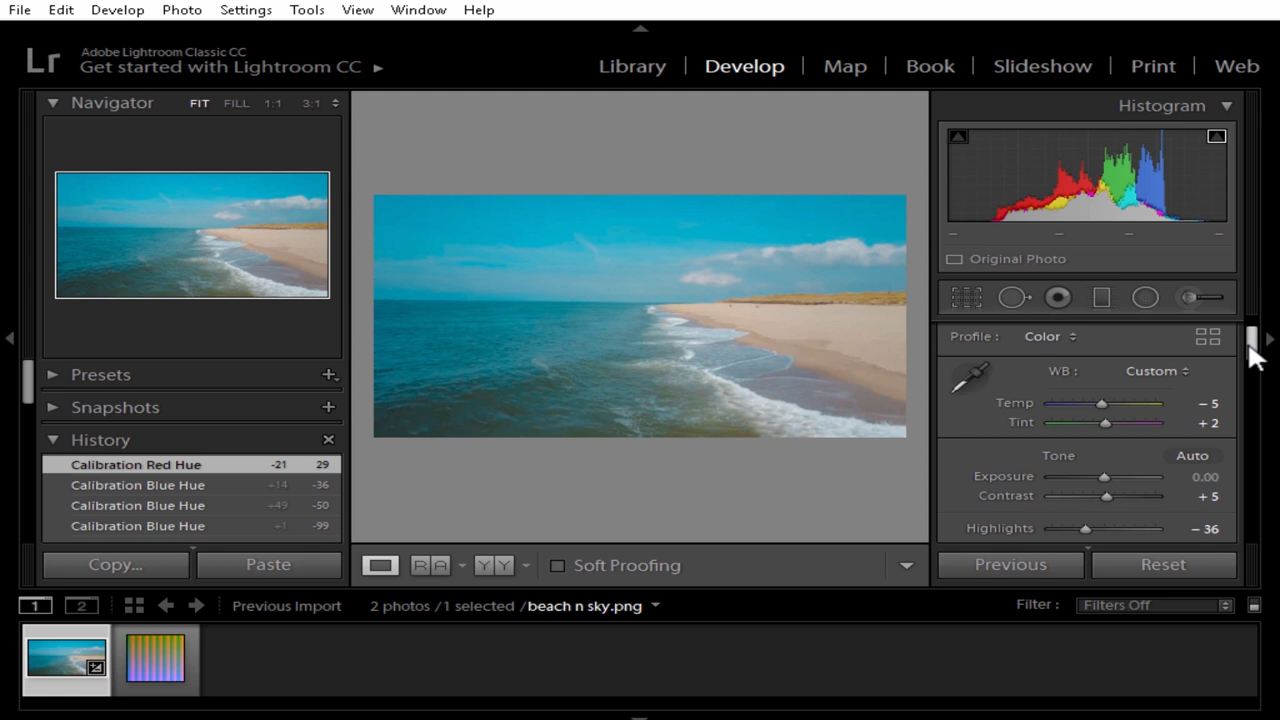 File Edit Develop Photo Settings Tools View Window Help
Lr
Adobe Lightroom Classic CC
Get started with Lightroom CC
Library Develop Map Book Slideshow Print Web
Navigator FIT FILL 1:1 3:1
Histogram
Original Photo
Profile : Color
WB : Custom
Temp − 5
Tint + 2
Tone Auto
Exposure 0.00
Contrast + 5
Highlights − 36
Presets
Snapshots
History
Calibration Red Hue -21 29
Calibration Blue Hue +14 -36
Calibration Blue Hue +49 -50
Calibration Blue Hue +1 -99
Copy... Paste
R A Y Y Soft Proofing
Previous Reset
1 2 Previous Import 2 photos /1 selected /beach n sky.png Filter : Filters Off